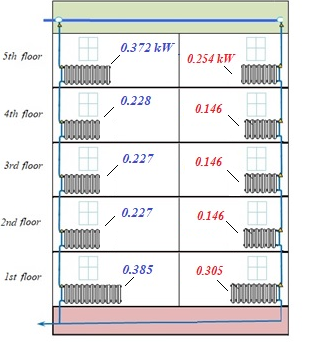 5th floor 0.372 kW 0.254 kW
4th floor 0.228 0.146
3rd floor 0.227 0.146
2nd floor 0.227 0.146
1st floor 0.385 0.305